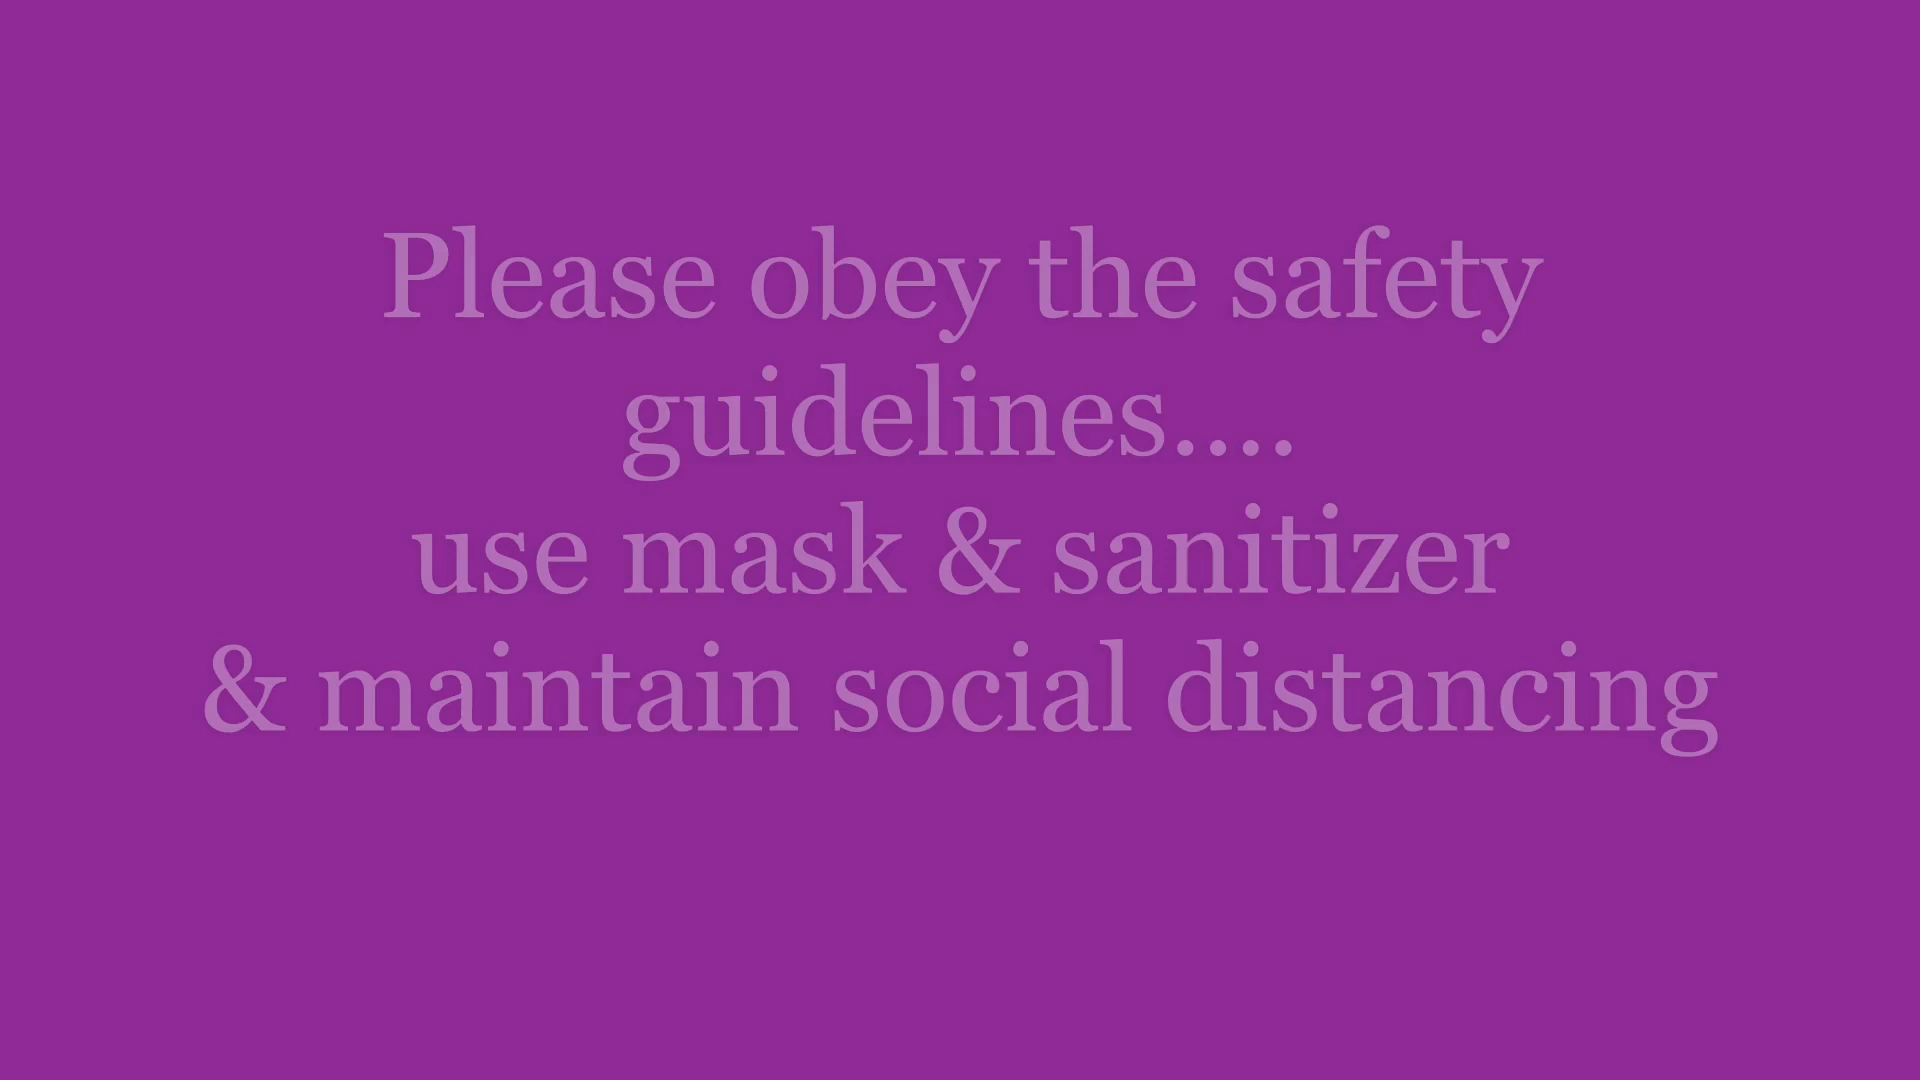 Please obey the safety
guidelines....
use mask & sanitizer
& maintain social distancing